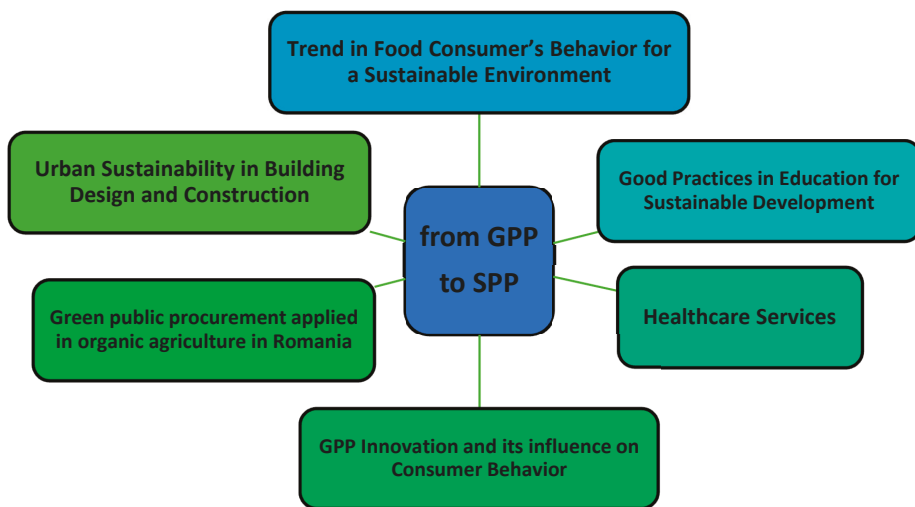 Trend in Food Consumer's Behavior for
a Sustainable Environment
Urban Sustainability in Building
Design and Construction
Good Practices in Education for
Sustainable Development
from GPP
to SPP
Green public procurement applied
in organic agriculture in Romania
Healthcare Services
GPP Innovation and its influence on
Consumer Behavior